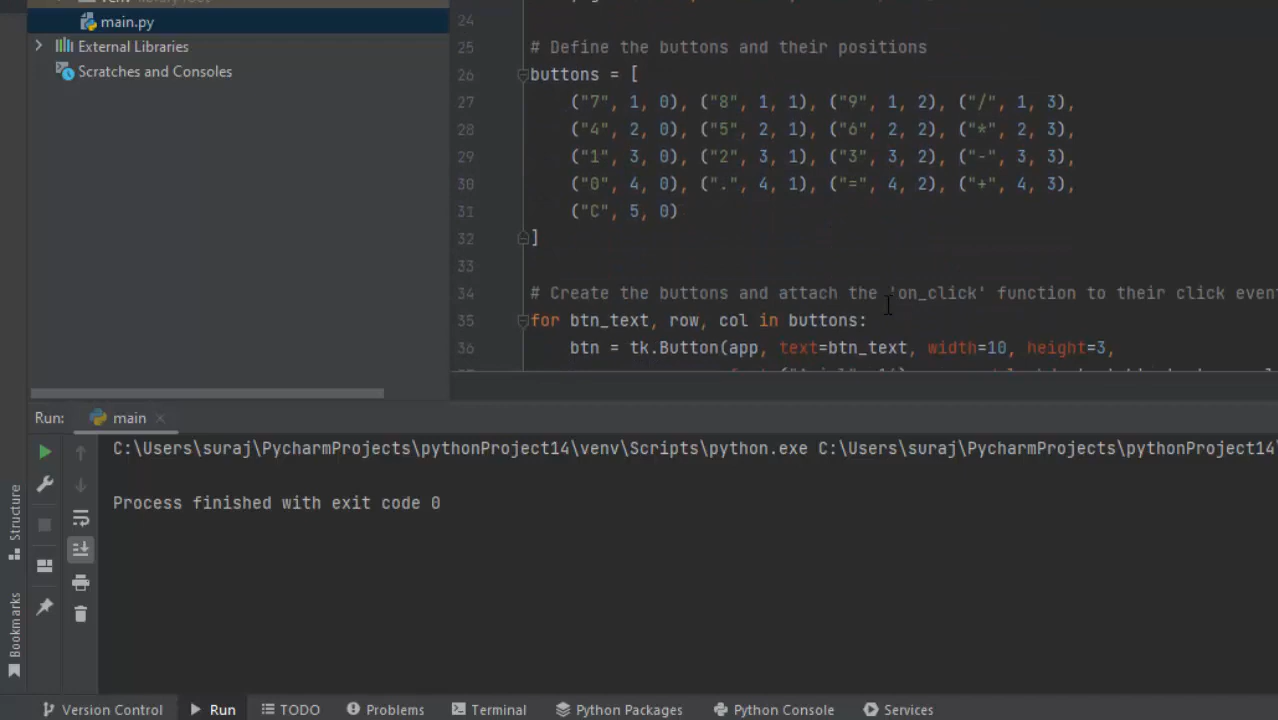 main.py
External Libraries
Scratches and Consoles
24
25 # Define the buttons and their positions
26 buttons = [
27 ("7", 1, 0), ("8", 1, 1), ("9", 1, 2), ("/", 1, 3),
28 ("4", 2, 0), ("5", 2, 1), ("6", 2, 2), ("*", 2, 3),
29 ("1", 3, 0), ("2", 3, 1), ("3", 3, 2), ("-", 3, 3),
30 ("0", 4, 0), (".", 4, 1), ("=", 4, 2), ("+", 4, 3),
31 ("C", 5, 0)
32 ]
33
34 # Create the buttons and attach the 'on_click' function to their click event
35 for btn_text, row, col in buttons:
36 btn = tk.Button(app, text=btn_text, width=10, height=3,
Run: main
C:\Users\suraj\PycharmProjects\pythonProject14\venv\Scripts\python.exe C:\Users\suraj\PycharmProjects\pythonProject14\
Process finished with exit code 0
Structure
Bookmarks
Version Control Run TODO Problems Terminal Python Packages Python Console Services